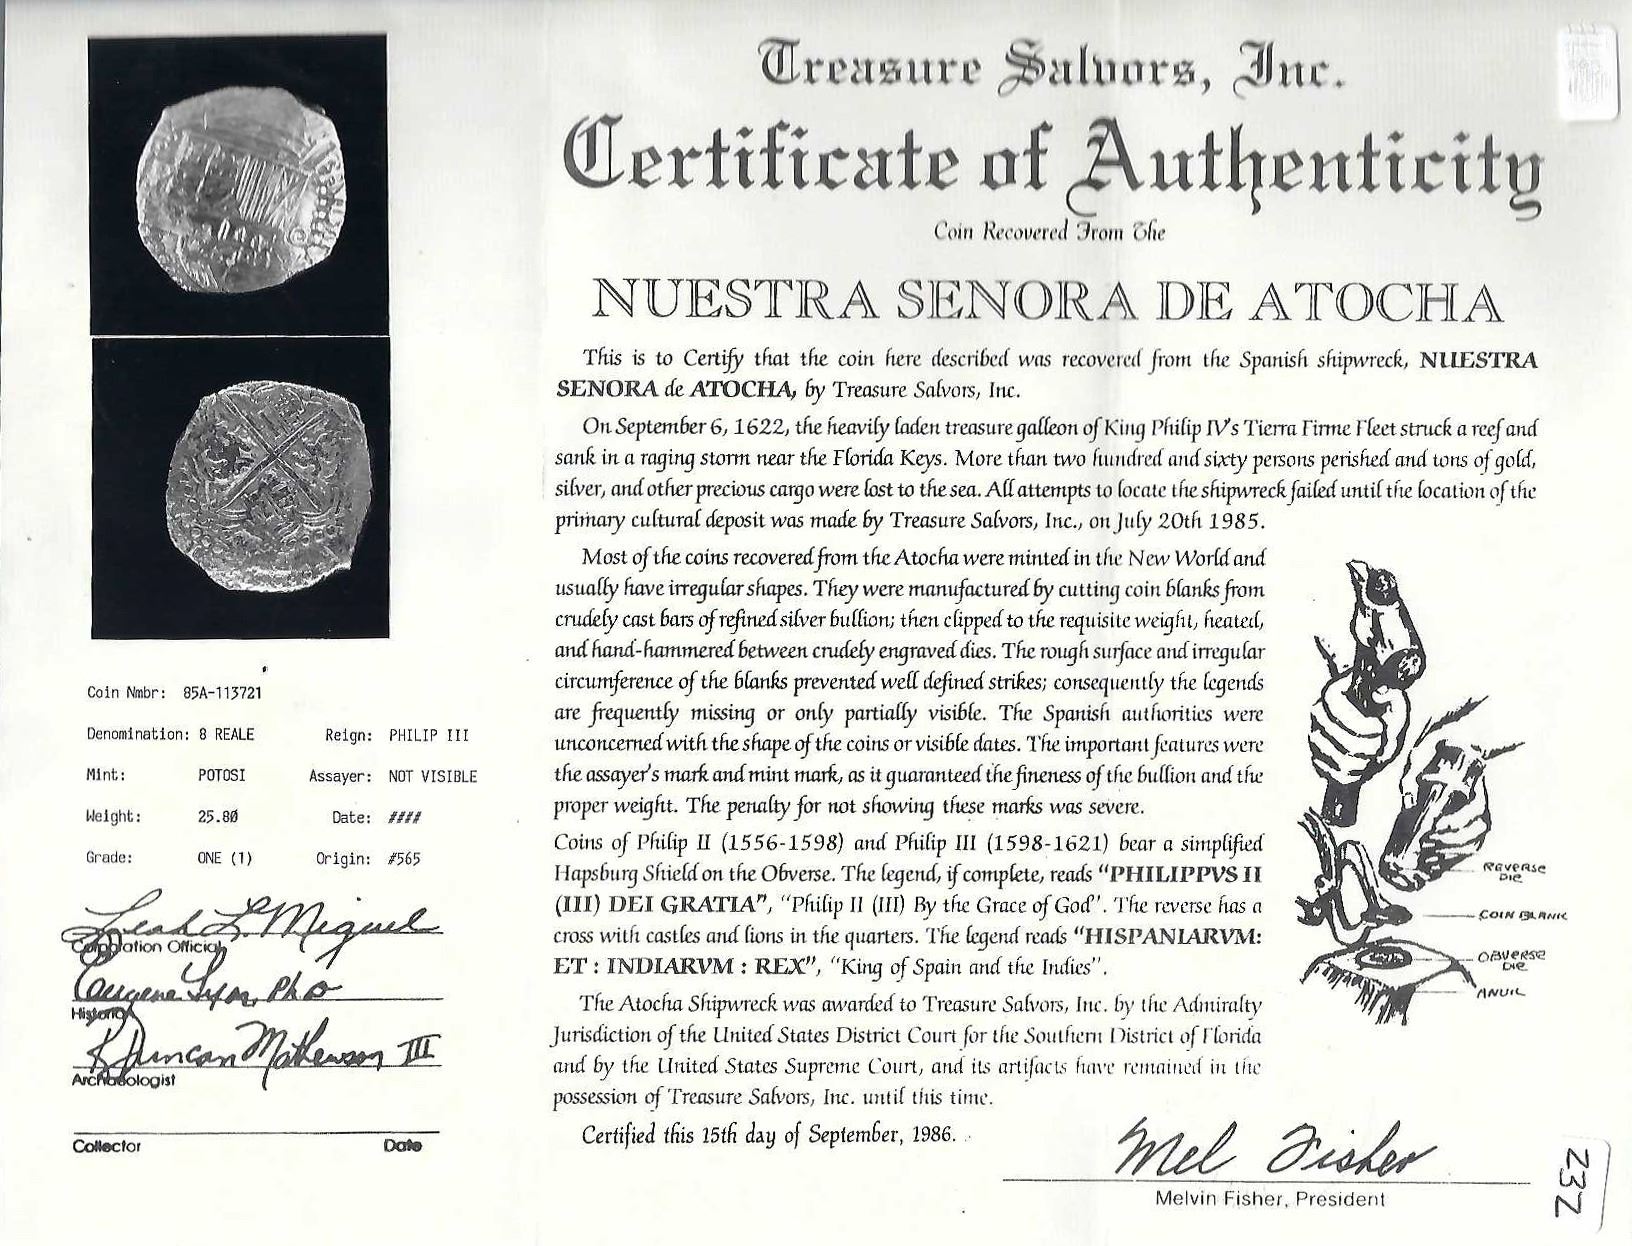 Treasure Salvors, Inc.
Certificate of Authenticity
Coin Recovered From The
NUESTRA SENORA DE ATOCHA
This is to Certify that the coin here described was recovered from the Spanish shipwreck, NUESTRA
SENORA de ATOCHA, by Treasure Salvors, Inc.
On September 6, 1622, the heavily laden treasure galleon of King Philip IV's Tierra Firme Fleet struck a reef and
sank in a raging storm near the Florida Keys. More than two hundred and sixty persons perished and tons of gold,
silver, and other precious cargo were lost to the sea. All attempts to locate the shipwreck failed until the location of the
primary cultural deposit was made by Treasure Salvors, Inc., on July 20th 1985.
Most of the coins recovered from the Atocha were minted in the New World and
usually have irregular shapes. They were manufactured by cutting coin blanks from
crudely cast bars of refined silver bullion; then clipped to the requisite weight, heated,
and hand-hammered between crudely engraved dies. The rough surface and irregular
circumference of the blanks prevented well defined strikes; consequently the legends
are frequently missing or only partially visible. The Spanish authorities were
unconcerned with the shape of the coins or visible dates. The important features were
the assayer's mark and mint mark, as it guaranteed the fineness of the bullion and the
proper weight. The penalty for not showing these marks was severe.
Coins of Philip II (1556-1598) and Philip III (1598-1621) bear a simplified
Hapsburg Shield on the Obverse. The legend, if complete, reads "PHILIPPVS II
(III) DEI GRATIA", "Philip II (III) By the Grace of God". The reverse has a
cross with castles and lions in the quarters. The legend reads "HISPANIARVM:
ET : INDIARVM : REX", "King of Spain and the Indies".
The Atocha Shipwreck was awarded to Treasure Salvors, Inc. by the Admiralty
Jurisdiction of the United States District Court for the Southern District of Florida
and by the United States Supreme Court, and its artifacts have remained in the
possession of Treasure Salvors, Inc. until this time.
Certified this 15th day of September, 1986.
Mel Fisher
Melvin Fisher, President
REVERSE
DIE
COIN BLANK
OBVERSE
DIE
ANVIL
Coin Nmbr: 85A-113721
Denomination: 8 REALE Reign: PHILIP III
Mint: POTOSI Assayer: NOT VISIBLE
Weight: 25.80 Date: ####
Grade: ONE (1) Origin: #565
Leah L. Miguel
Corporation Official
Eugene Lyon, PhD
Historian
R Duncan Mathewson III
Archaeologist
Collector Date
Z3Z